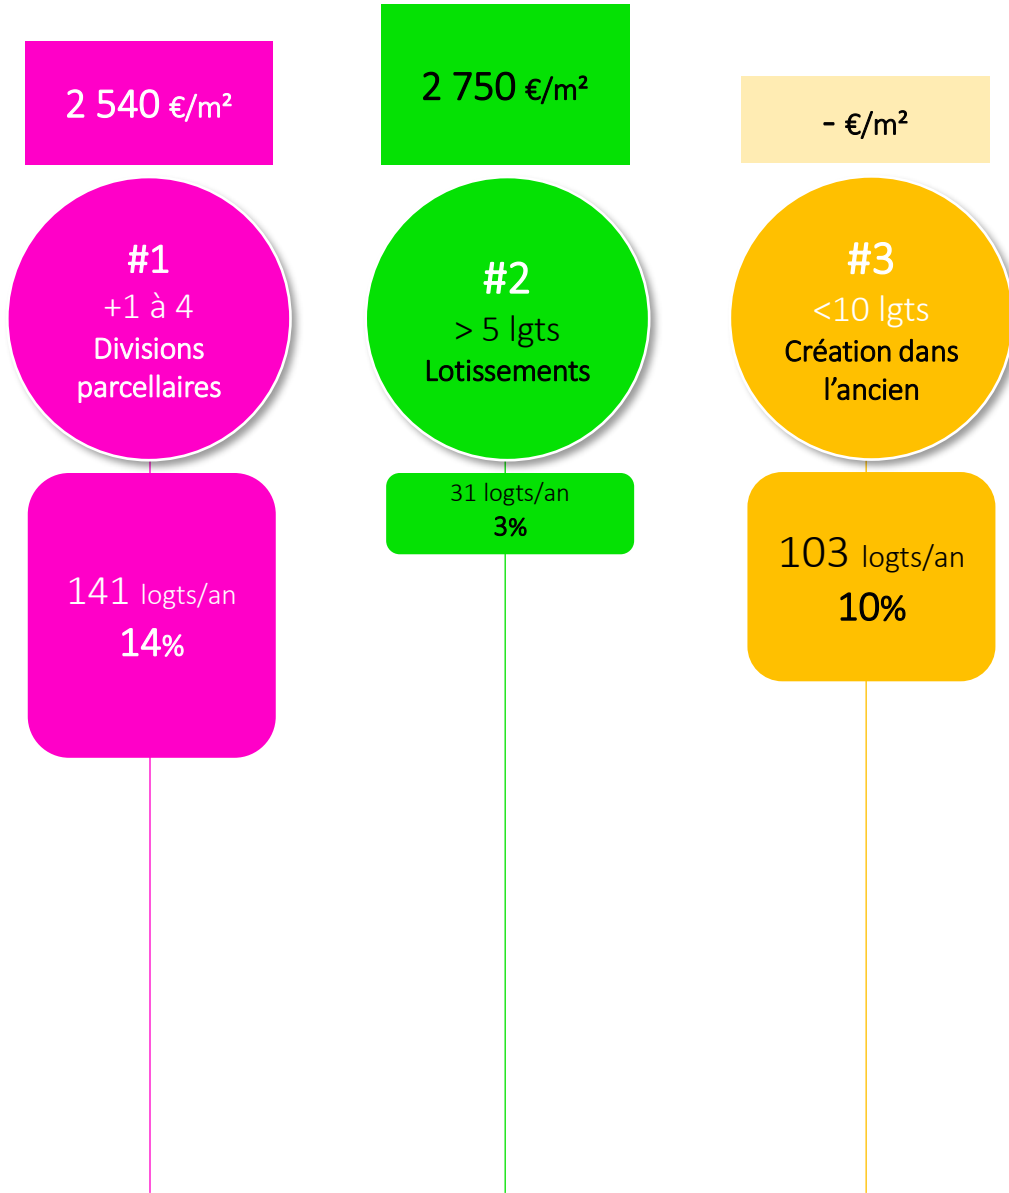 2 540 €/m²
#1
+1 à 4
Divisions
parcellaires
141 logts/an
14%
2 750 €/m²
#2
> 5 lgts
Lotissements
31 logts/an
3%
- €/m²
#3
<10 lgts
Création dans
l’ancien
103 logts/an
10%